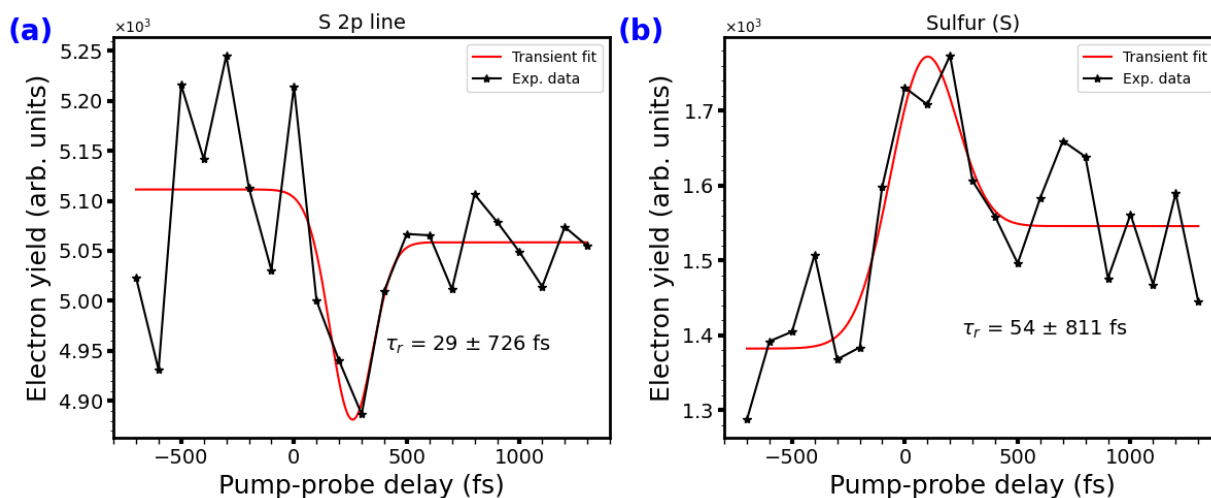 (a)
S 2p line
×10³
Electron yield (arb. units)
5.25
5.20
5.15
5.10
5.05
5.00
4.95
4.90
Transient fit
Exp. data
τᵣ = 29 ± 726 fs
−500
0
500
1000
Pump-probe delay (fs)
(b)
Sulfur (S)
×10³
Electron yield (arb. units)
1.7
1.6
1.5
1.4
1.3
Transient fit
Exp. data
τᵣ = 54 ± 811 fs
−500
0
500
1000
Pump-probe delay (fs)